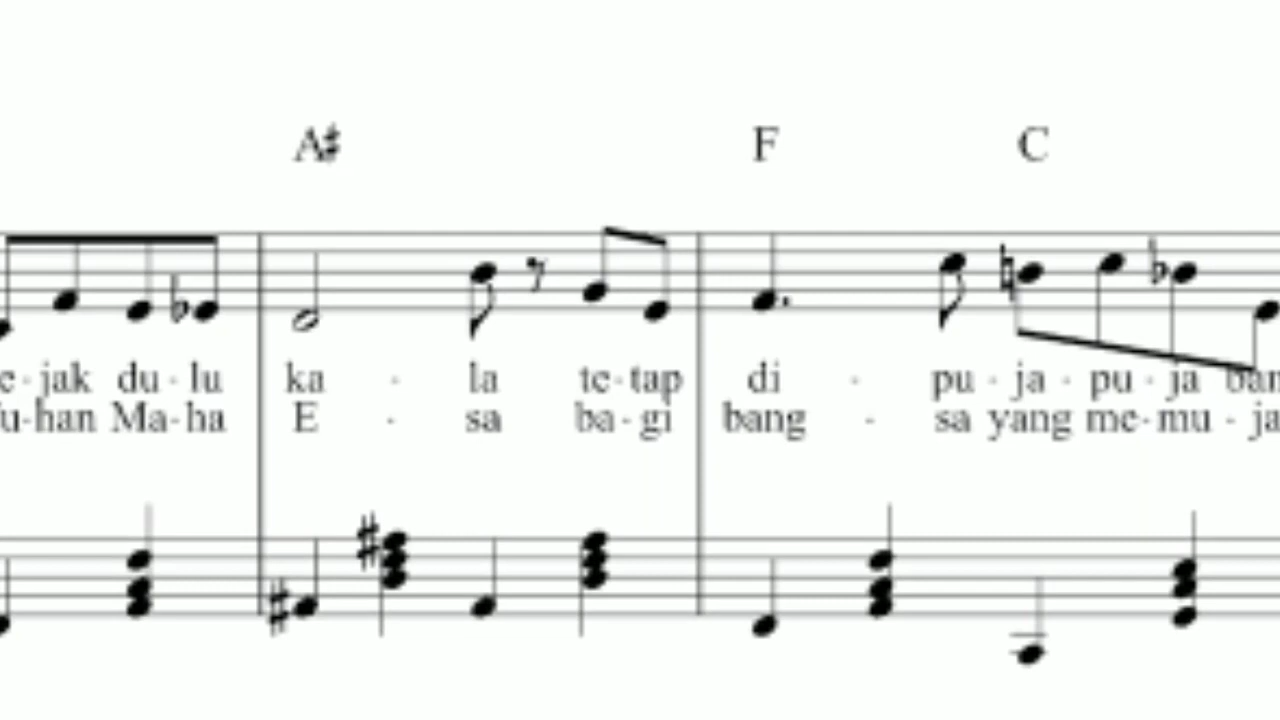 A♯ F C
e - jak du - lu ka - la te - tap di - pu - ja - pu - ja ban
u - han Ma - ha E - sa ba - gi bang - sa yang me - mu - ja